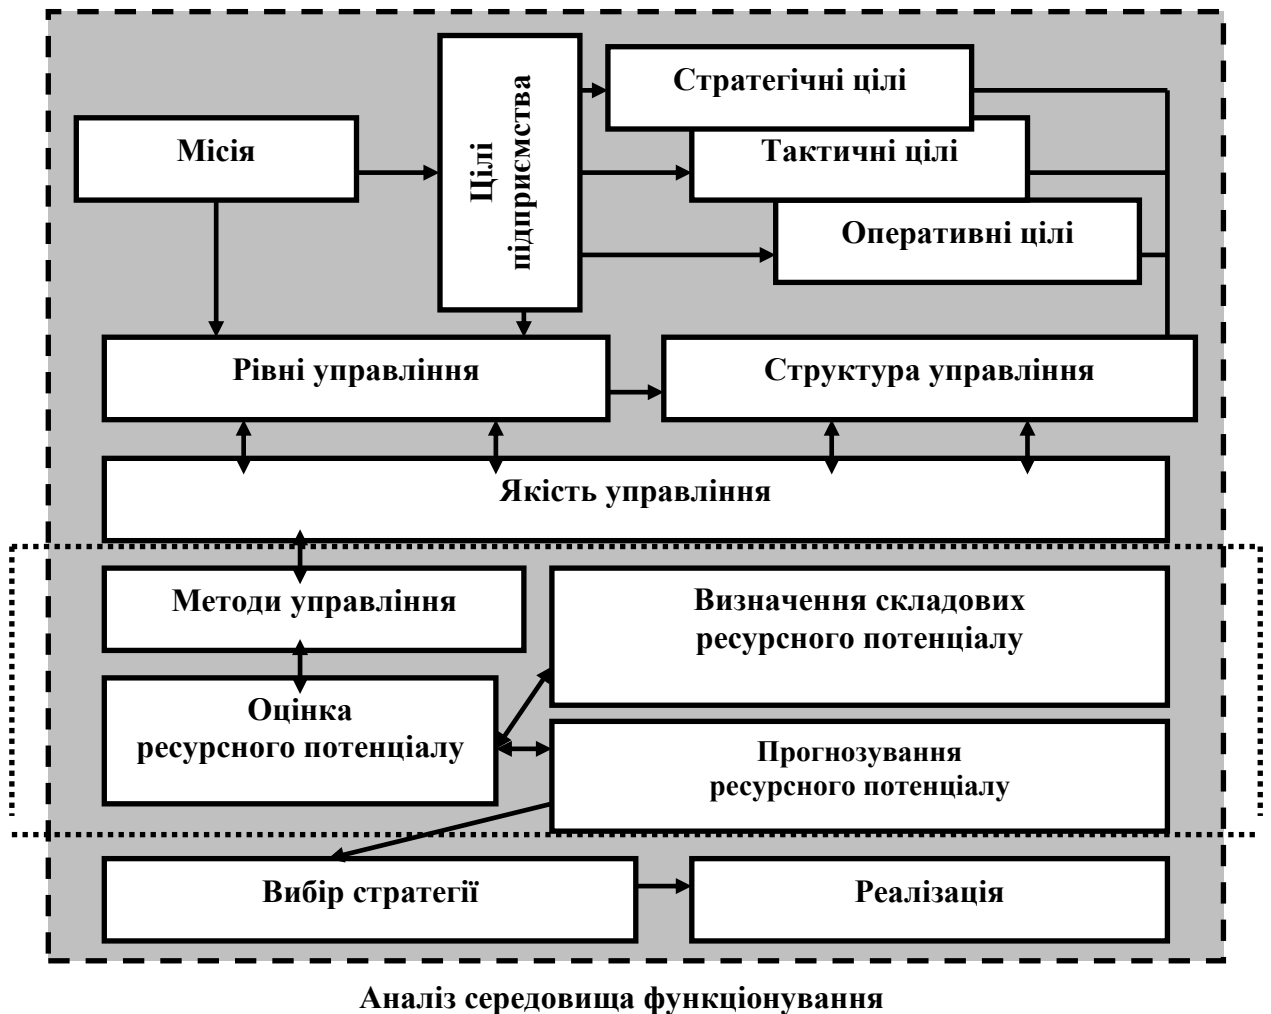 Стратегічні цілі
Місія
Цілі
підприємства
Тактичні цілі
Оперативні цілі
Рівні управління
Структура управління
Якість управління
Методи управління
Визначення складових
ресурсного потенціалу
Оцінка
ресурсного потенціалу
Прогнозування
ресурсного потенціалу
Вибір стратегії
Реалізація
Аналіз середовища функціонування